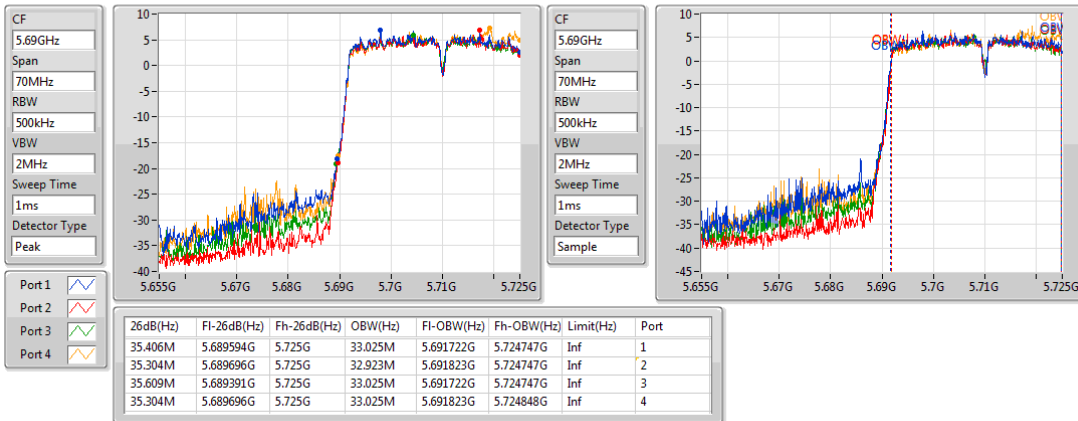 CF
5.69GHz
Span
70MHz
RBW
500kHz
VBW
2MHz
Sweep Time
1ms
Detector Type
Peak
10
5
0
-5
-10
-15
-20
-25
-30
-35
-40
5.655G 5.66G 5.67G 5.68G 5.69G 5.7G 5.71G 5.725G
CF
5.69GHz
Span
70MHz
RBW
500kHz
VBW
2MHz
Sweep Time
1ms
Detector Type
Sample
10
5
0
-5
-10
-15
-20
-25
-30
-35
-40
-45
5.655G 5.66G 5.67G 5.68G 5.69G 5.7G 5.71G 5.725G
Port 1
Port 2
Port 3
Port 4
26dB(Hz) Fl-26dB(Hz) Fh-26dB(Hz) OBW(Hz) Fl-OBW(Hz) Fh-OBW(Hz) Limit(Hz) Port
35.406M 5.689594G 5.725G 33.025M 5.691722G 5.724747G Inf 1
35.304M 5.689696G 5.725G 32.923M 5.691823G 5.724747G Inf 2
35.609M 5.689391G 5.725G 33.025M 5.691722G 5.724747G Inf 3
35.304M 5.689696G 5.725G 33.025M 5.691823G 5.724848G Inf 4